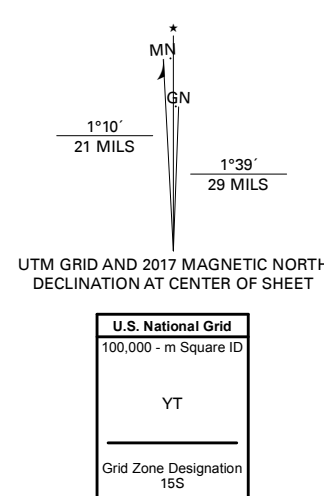 ★
MN
GN
1°10´
21 MILS
1°39´
29 MILS
UTM GRID AND 2017 MAGNETIC NORTH
DECLINATION AT CENTER OF SHEET
U.S. National Grid
100,000 - m Square ID
YT
Grid Zone Designation
15S